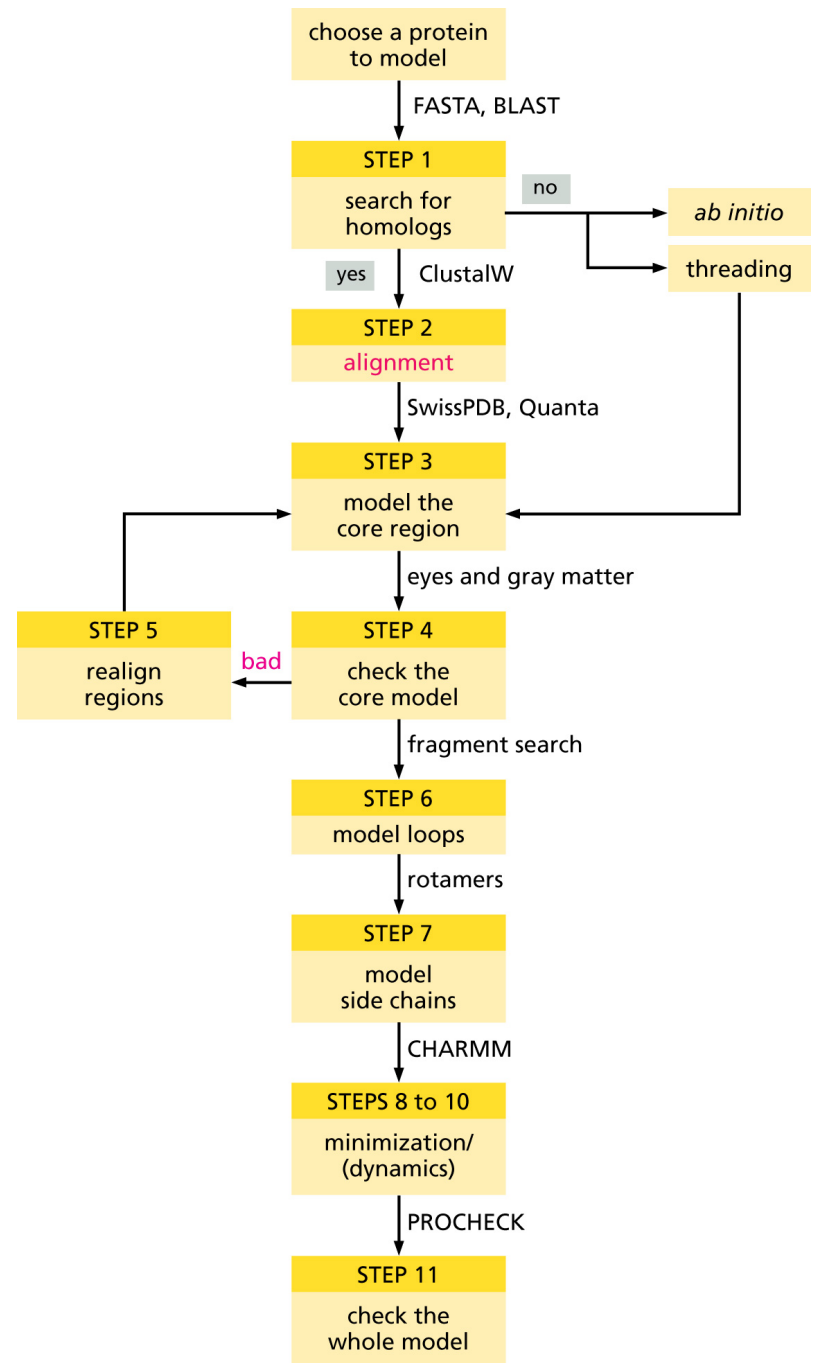 choose a protein
to model
FASTA, BLAST
STEP 1
search for
homologs
no
ab initio
threading
yes
ClustalW
STEP 2
alignment
SwissPDB, Quanta
STEP 3
model the
core region
eyes and gray matter
STEP 5
realign
regions
bad
STEP 4
check the
core model
fragment search
STEP 6
model loops
rotamers
STEP 7
model
side chains
CHARMM
STEPS 8 to 10
minimization/
(dynamics)
PROCHECK
STEP 11
check the
whole model